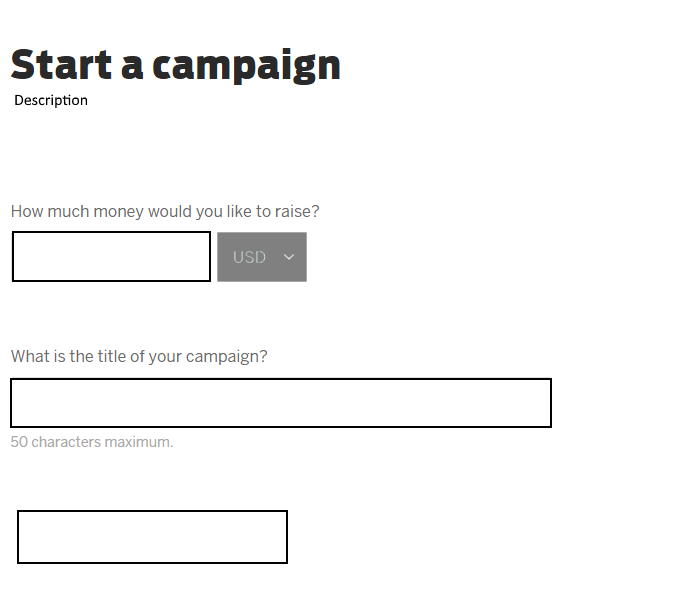 Start a campaign
Description
How much money would you like to raise?
USD
What is the title of your campaign?
50 characters maximum.